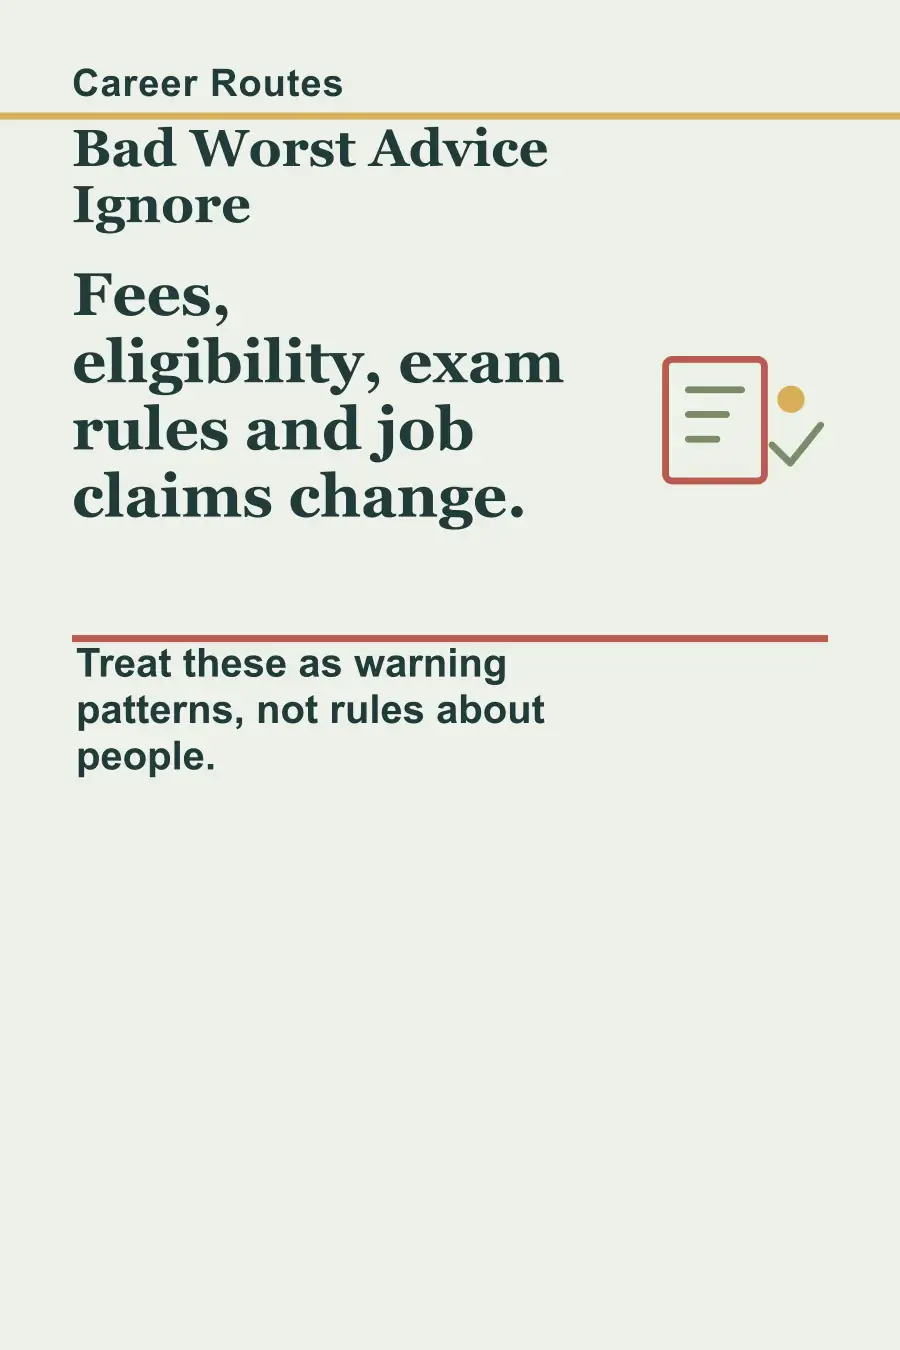 Career Routes
Bad Worst Advice
Ignore
Fees,
eligibility, exam
rules and job
claims change.
Treat these as warning
patterns, not rules about
people.